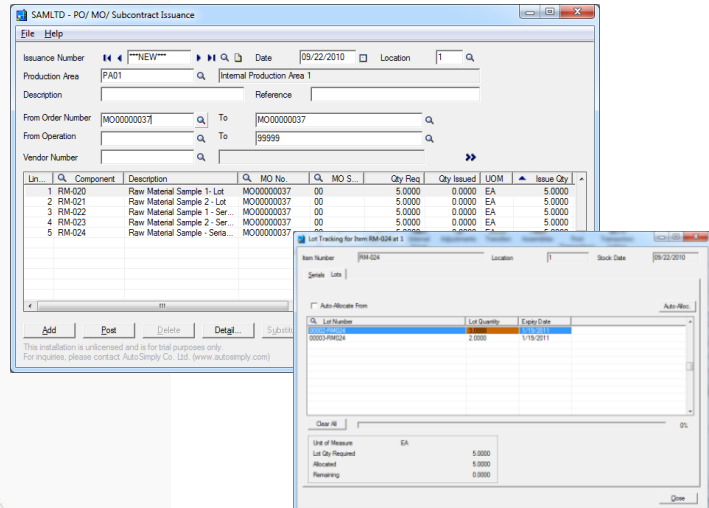 SAMLTD - PO/ MO/ Subcontract Issuance
File Help
Issuance Number ***NEW*** Date 09/22/2010 Location 1
Production Area PA01 Internal Production Area 1
Description Reference
From Order Number MO00000037 To MO00000037
From Operation To 99999
Vendor Number
Lin... Component Description MO No. MO S... Qty Req Qty Issued UOM Issue Qty
1 RM-020 Raw Material Sample 1- Lot MO00000037 00 5.0000 0.0000 EA 5.0000
2 RM-021 Raw Material Sample 2 - Lot MO00000037 00 5.0000 0.0000 EA 5.0000
3 RM-022 Raw Material Sample 1 - Ser... MO00000037 00 5.0000 0.0000 EA 5.0000
4 RM-023 Raw Material Sample 2 - Ser... MO00000037 00 5.0000 0.0000 EA 5.0000
5 RM-024 Raw Material Sample - Seria... MO00000037
Add Post Delete Detail... Substitu
This installation is unlicensed and is for trial purposes only.
For inquiries, please contact AutoSimply Co. Ltd. (www.autosimply.com)
Lot Tracking for Item RM-024 at 1
Item Number RM-024 Location 1 Stock Date 09/22/2010
Serials Lots
Auto-Allocate From Auto-Alloc.
Lot Number Lot Quantity Expiry Date
00002-RM024 3.0000 1/19/2011
00003-RM024 2.0000 1/19/2011
Clear All 0%
Unit of Measure EA
Lot Qty Required 5.0000
Allocated 5.0000
Remaining 0.0000
Close